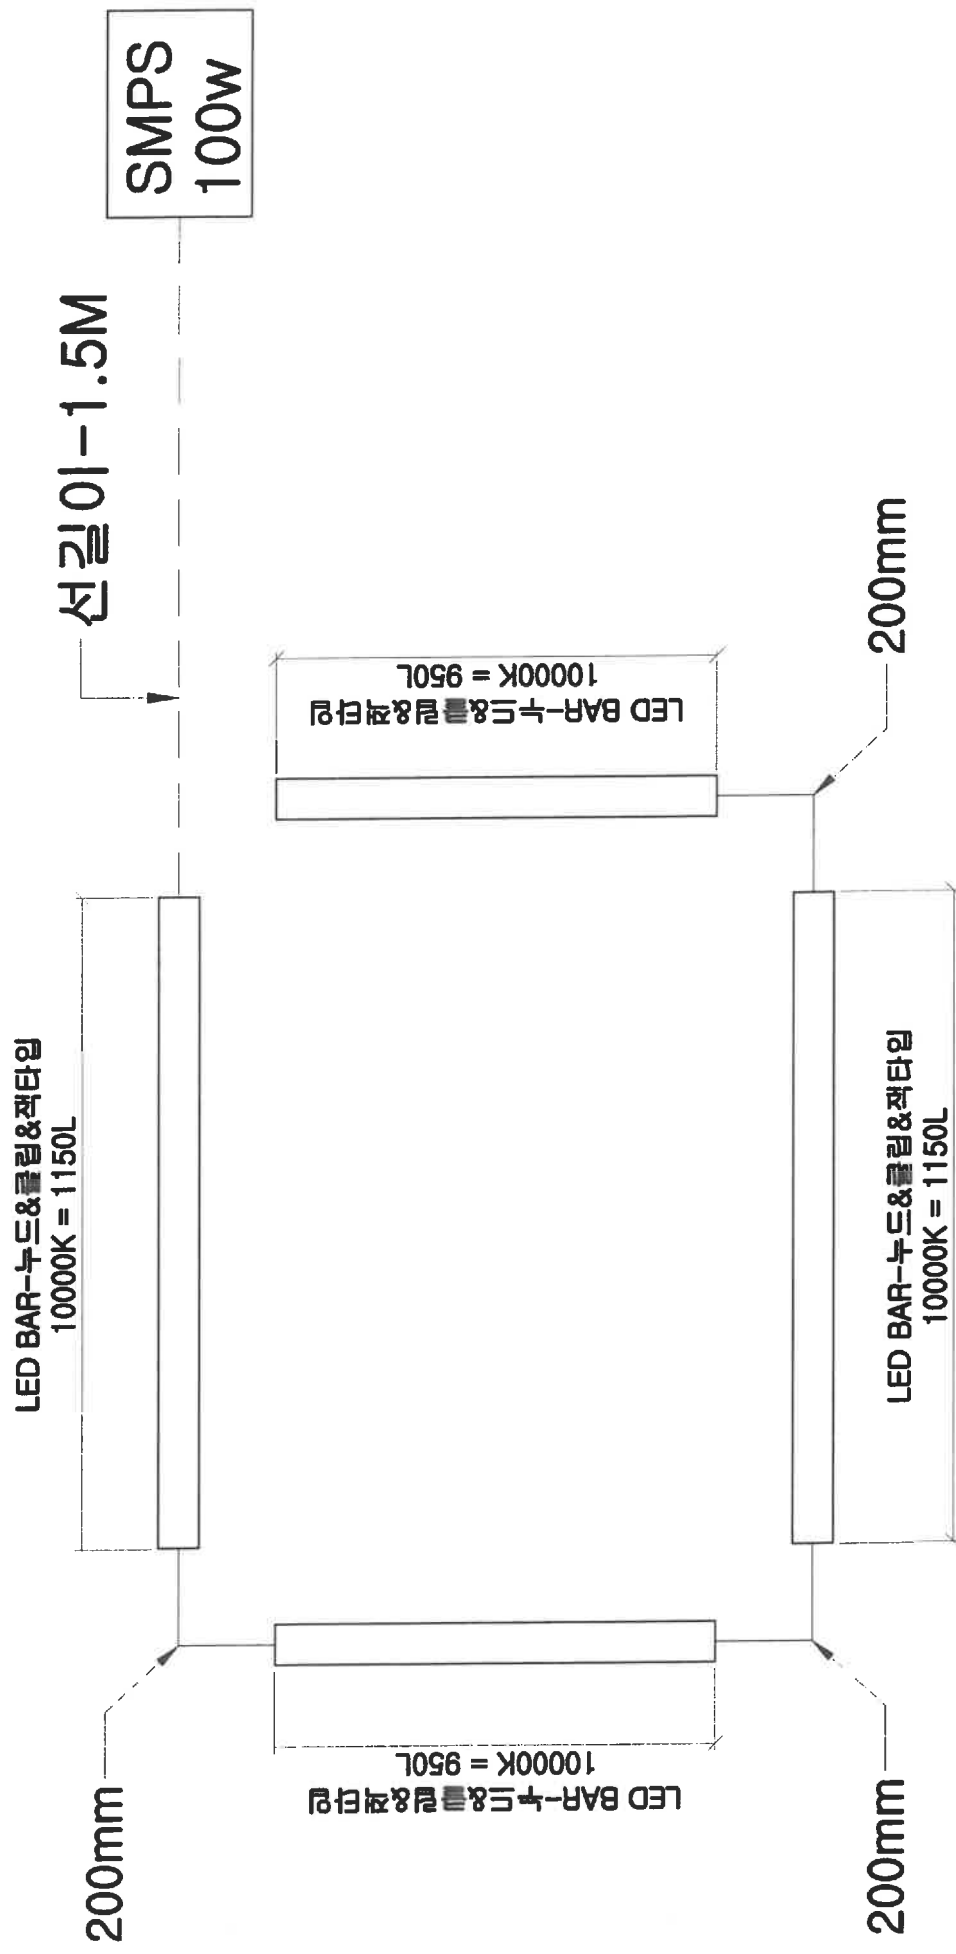 SMPS
100w
선길이-1.5M
LED BAR-누드&클립&잭타입
10000K = 1150L
LED BAR-누드&클립&잭타입
10000K = 950L
200mm
200mm
LED BAR-누드&클립&잭타입
10000K = 950L
LED BAR-누드&클립&잭타입
10000K = 1150L
200mm